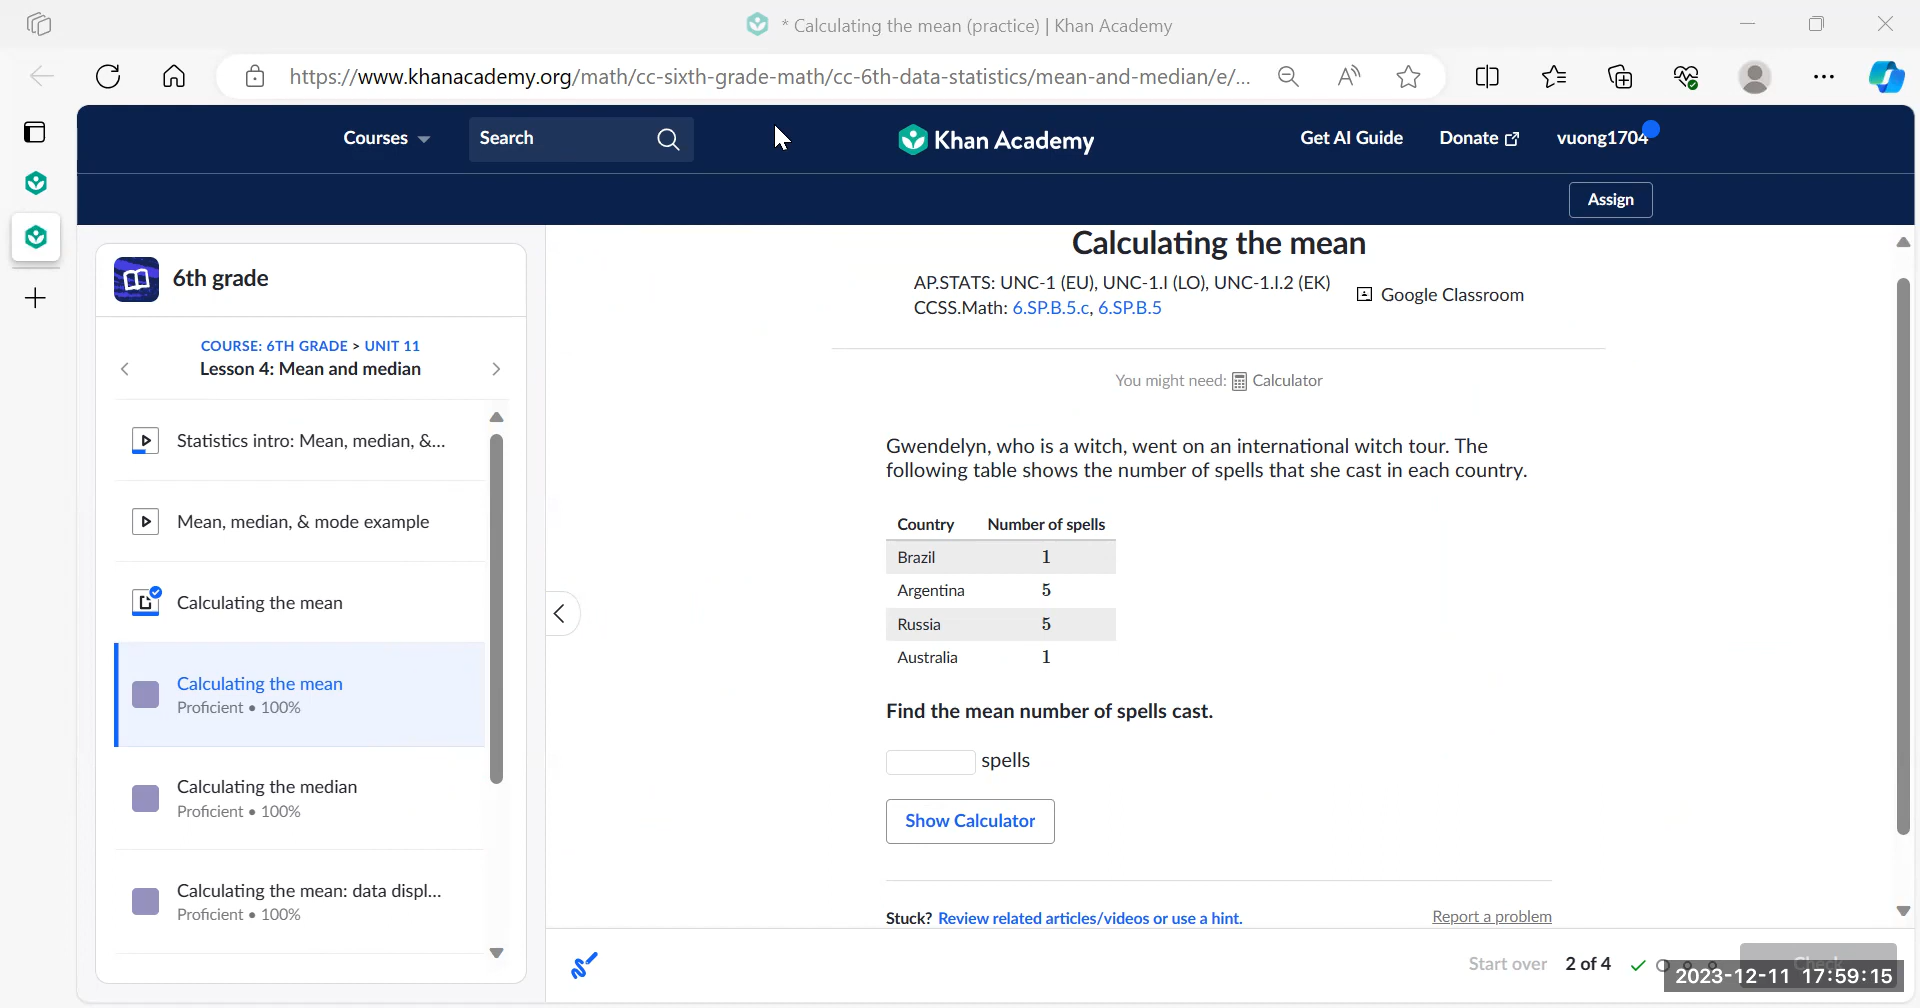 * Calculating the mean (practice) | Khan Academy
https://www.khanacademy.org/math/cc-sixth-grade-math/cc-6th-data-statistics/mean-and-median/e/...
Courses
Search
Khan Academy
Get AI Guide
Donate
vuong1704
Assign
6th grade
COURSE: 6TH GRADE > UNIT 11
Lesson 4: Mean and median
Statistics intro: Mean, median, &...
Mean, median, & mode example
Calculating the mean
Calculating the mean
Proficient • 100%
Calculating the median
Proficient • 100%
Calculating the mean: data displ...
Proficient • 100%
Calculating the mean
AP.STATS: UNC-1 (EU), UNC-1.I (LO), UNC-1.I.2 (EK)
CCSS.Math: 6.SP.B.5.c, 6.SP.B.5
Google Classroom
You might need: Calculator
Gwendelyn, who is a witch, went on an international witch tour. The
following table shows the number of spells that she cast in each country.
Country Number of spells
Brazil 1
Argentina 5
Russia 5
Australia 1
Find the mean number of spells cast.
spells
Show Calculator
Stuck? Review related articles/videos or use a hint.
Report a problem
Start over 2 of 4
Check
2023-12-11 17:59:15